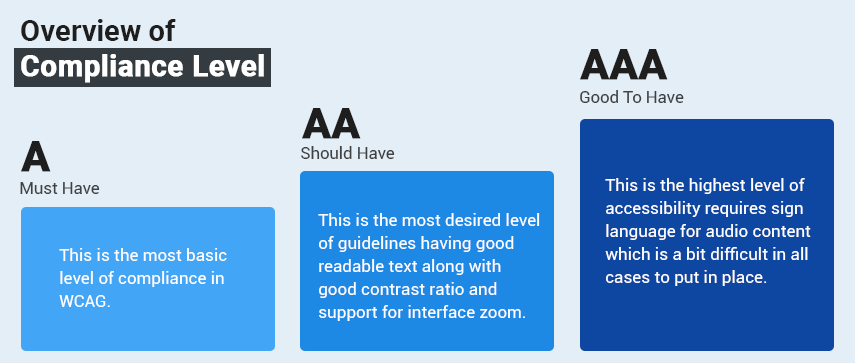 Overview of
Compliance Level
A
Must Have
This is the most basic
level of compliance in
WCAG.
AA
Should Have
This is the most desired level
of guidelines having good
readable text along with
good contrast ratio and
support for interface zoom.
AAA
Good To Have
This is the highest level of
accessibility requires sign
language for audio content
which is a bit difficult in all
cases to put in place.